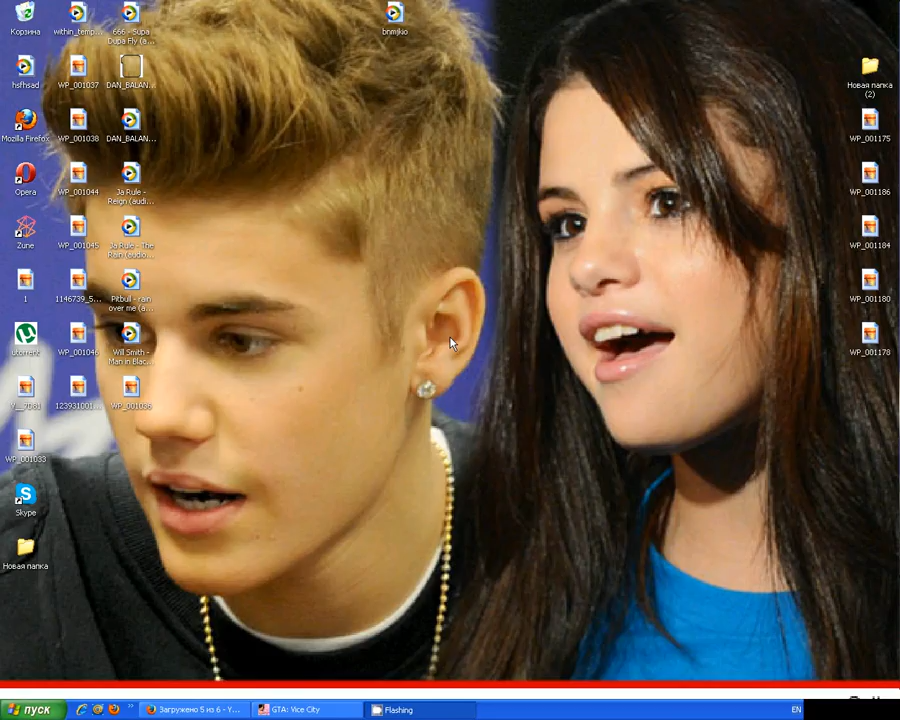 Корзина
within_temp...
666 - Supa
Dupa Fly (a...
bnmjkio
hsfhsad
WP_001037
DAN_BALAN...
Новая папка
(2)
Mozilla Firefox
WP_001038
DAN_BALAN...
WP_001175
Opera
WP_001044
Ja Rule -
Reign (audi...
WP_001186
Zune
WP_001045
Ja Rule - The
Rain (audio...
WP_001184
1
1146739_5...
Pitbull - rain
over me (a...
WP_001180
utorrent
WP_001046
Will Smith -
Man in Blac...
WP_001178
123931001...
WP_001036
WP_001033
Skype
Новая папка
пуск
Загружено 5 из 6 - Y...
GTA: Vice City
Flashing
EN